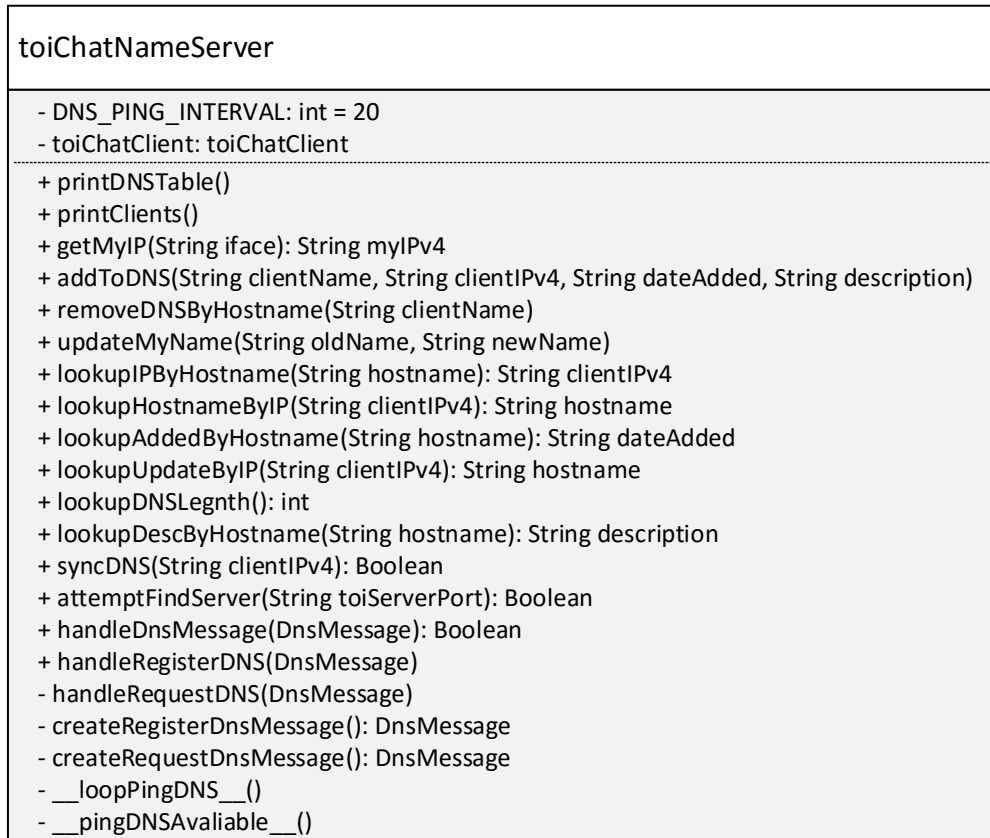 toiChatNameServer
- DNS_PING_INTERVAL: int = 20
- toiChatClient: toiChatClient
+ printDNSTable()
+ printClients()
+ getMyIP(String iface): String myIPv4
+ addToDNS(String clientName, String clientIPv4, String dateAdded, String description)
+ removeDNSByHostname(String clientName)
+ updateMyName(String oldName, String newName)
+ lookupIPByHostname(String hostname): String clientIPv4
+ lookupHostnameByIP(String clientIPv4): String hostname
+ lookupAddedByHostname(String hostname): String dateAdded
+ lookupUpdateByIP(String clientIPv4): String hostname
+ lookupDNSLegnth(): int
+ lookupDescByHostname(String hostname): String description
+ syncDNS(String clientIPv4): Boolean
+ attemptFindServer(String toiServerPort): Boolean
+ handleDnsMessage(DnsMessage): Boolean
+ handleRegisterDNS(DnsMessage)
- handleRequestDNS(DnsMessage)
- createRegisterDnsMessage(): DnsMessage
- createRequestDnsMessage(): DnsMessage
- __loopPingDNS__()
- __pingDNSAvaliable__()